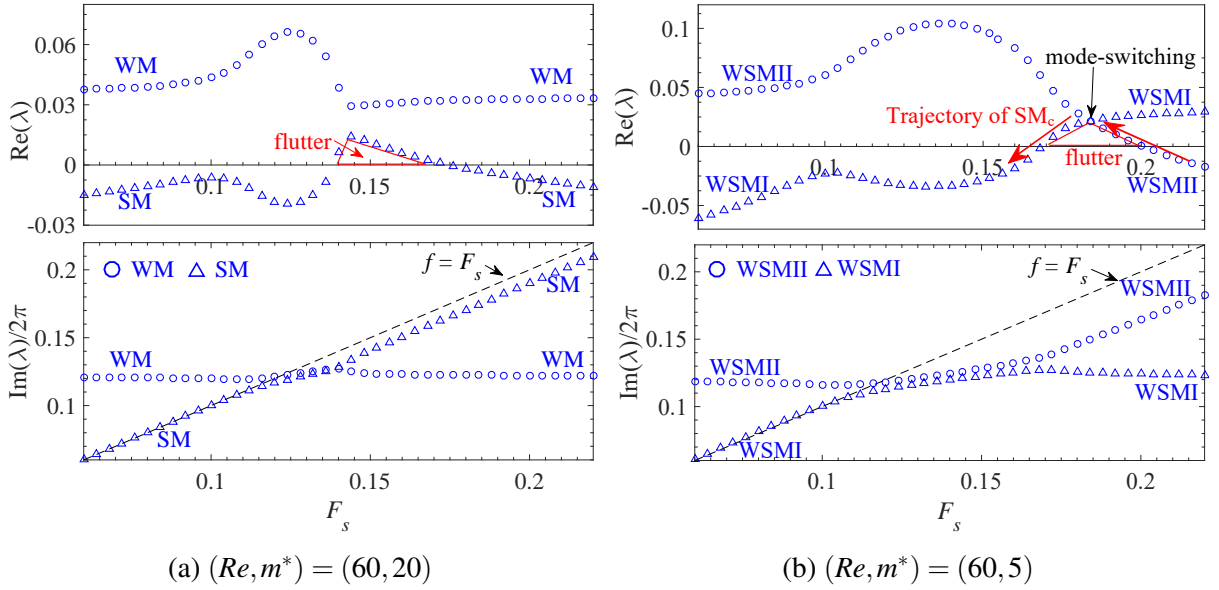 0.06
WM
WM
0.03
Re(λ)
flutter
0
0.1
0.15
0.2
SM
SM
-0.03
0.2
WM SM
f = F_s
SM
WM
WM
0.15
Im(λ)/2π
0.1
SM
0.1
0.15
0.2
F_s
(a) (Re, m*) = (60, 20)
0.1
mode-switching
WSMII
WSMI
0.05
Re(λ)
Trajectory of SM_c
0
0.1
0.15
flutter
0.2
WSMI
WSMII
-0.05
0.2
WSMII WSMI
f = F_s
WSMII
0.15
Im(λ)/2π
WSMII
WSMI
0.1
WSMI
0.1
0.15
0.2
F_s
(b) (Re, m*) = (60, 5)